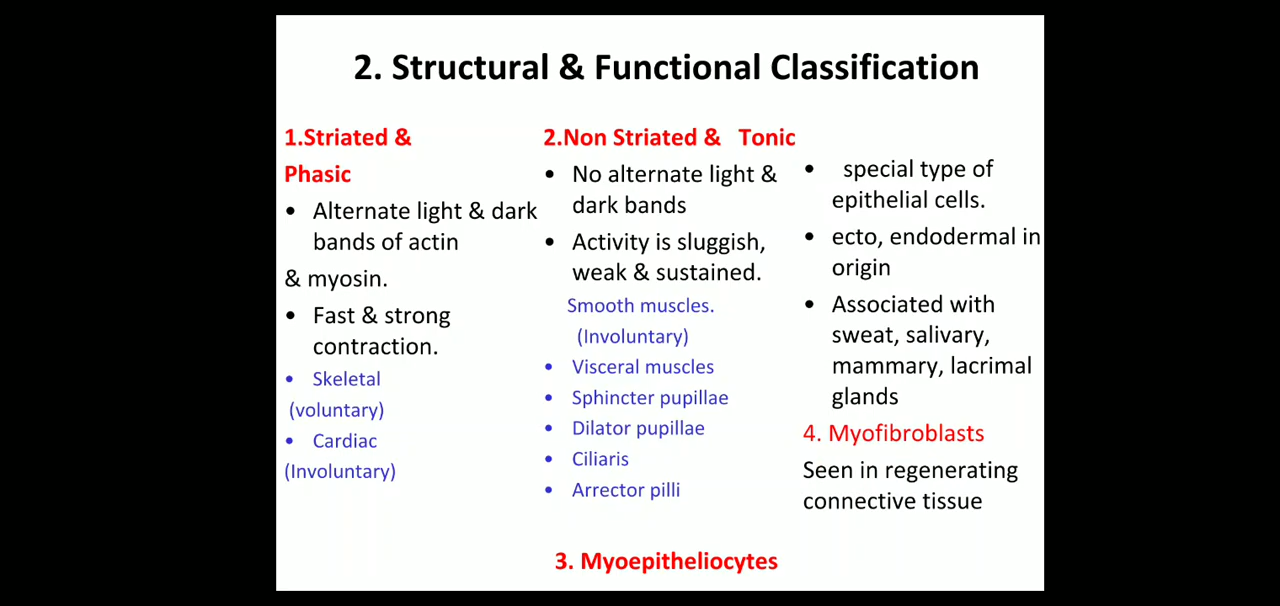 2. Structural & Functional Classification
1.Striated &
Phasic
• Alternate light & dark
bands of actin
& myosin.
• Fast & strong
contraction.
• Skeletal
(voluntary)
• Cardiac
(Involuntary)
2.Non Striated & Tonic
• No alternate light &
dark bands
• Activity is sluggish,
weak & sustained.
Smooth muscles.
(Involuntary)
• Visceral muscles
• Sphincter pupillae
• Dilator pupillae
• Ciliaris
• Arrector pilli
3. Myoepitheliocytes
• special type of
epithelial cells.
• ecto, endodermal in
origin
• Associated with
sweat, salivary,
mammary, lacrimal
glands
4. Myofibroblasts
Seen in regenerating
connective tissue